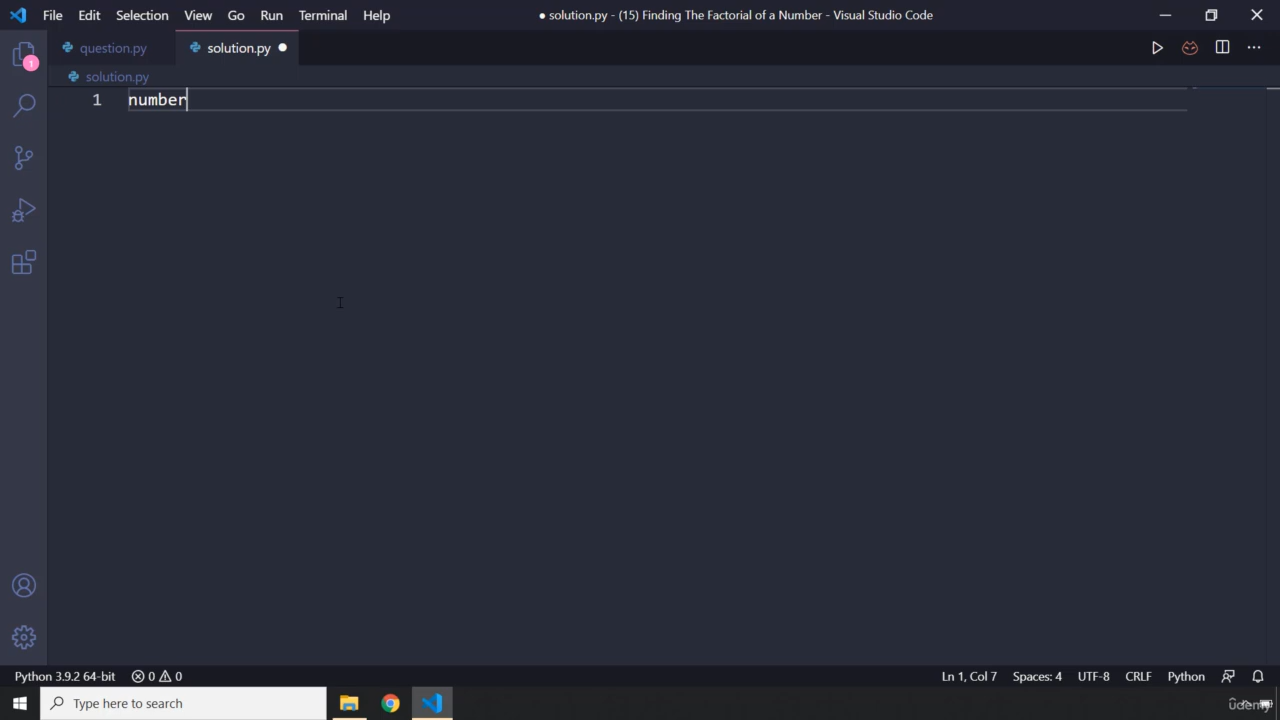 File Edit Selection View Go Run Terminal Help ● solution.py - (15) Finding The Factorial of a Number - Visual Studio Code
question.py solution.py
solution.py
1 number
1
Python 3.9.2 64-bit 0 0 Ln 1, Col 7 Spaces: 4 UTF-8 CRLF Python
Type here to search
udemy